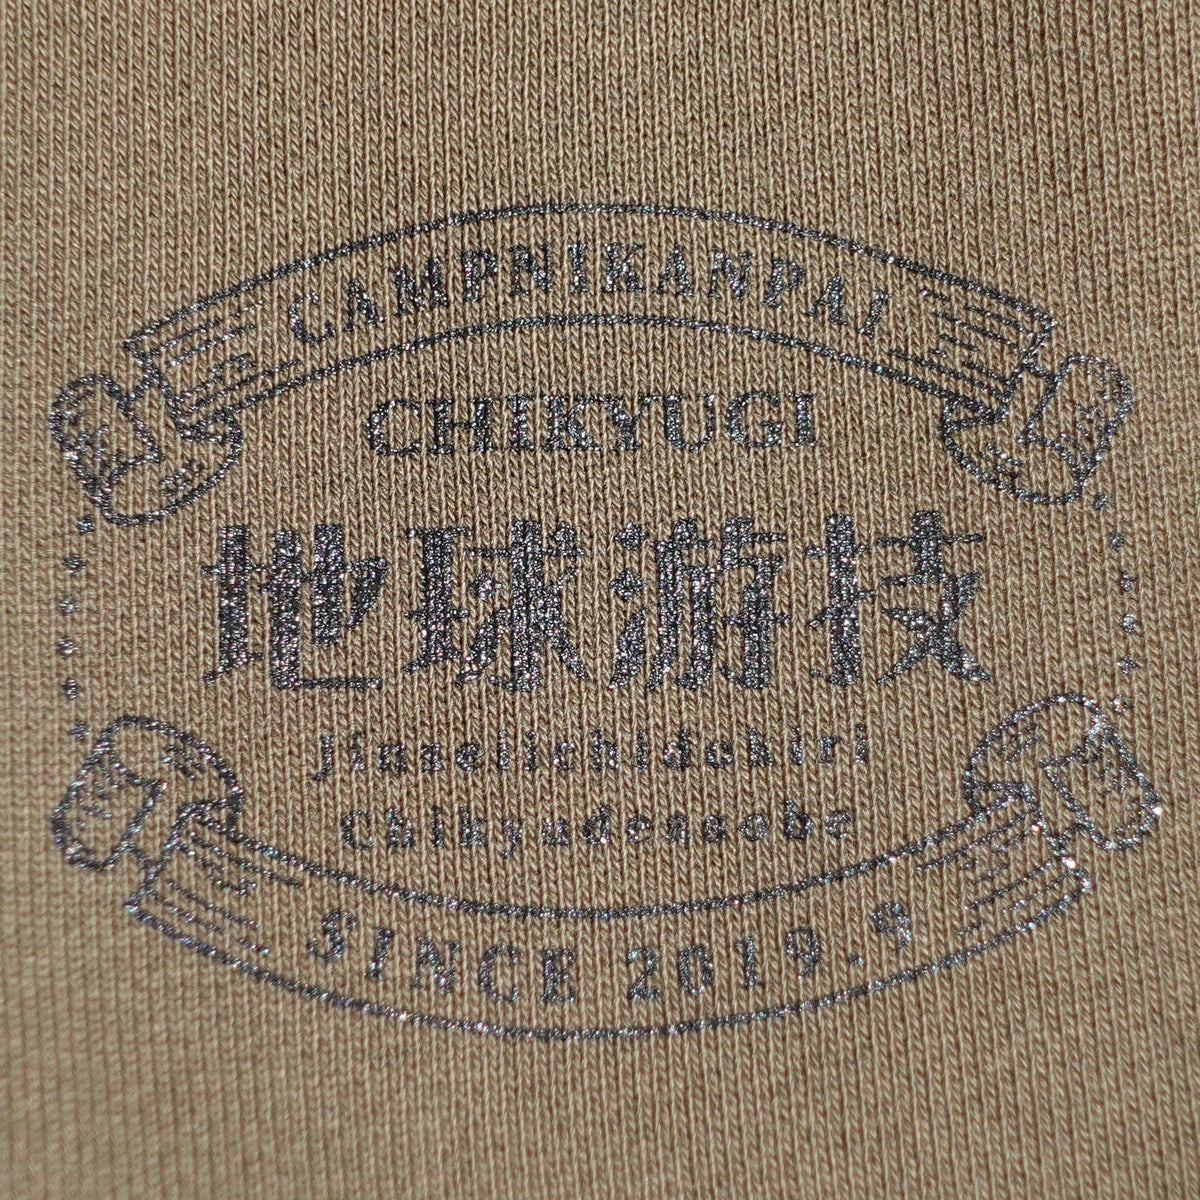 CAMPNIKANPAI
CHIKYUGI
地球游技
Jinseiichidokiri
Chikyudeasobe
SINCE 2019.9